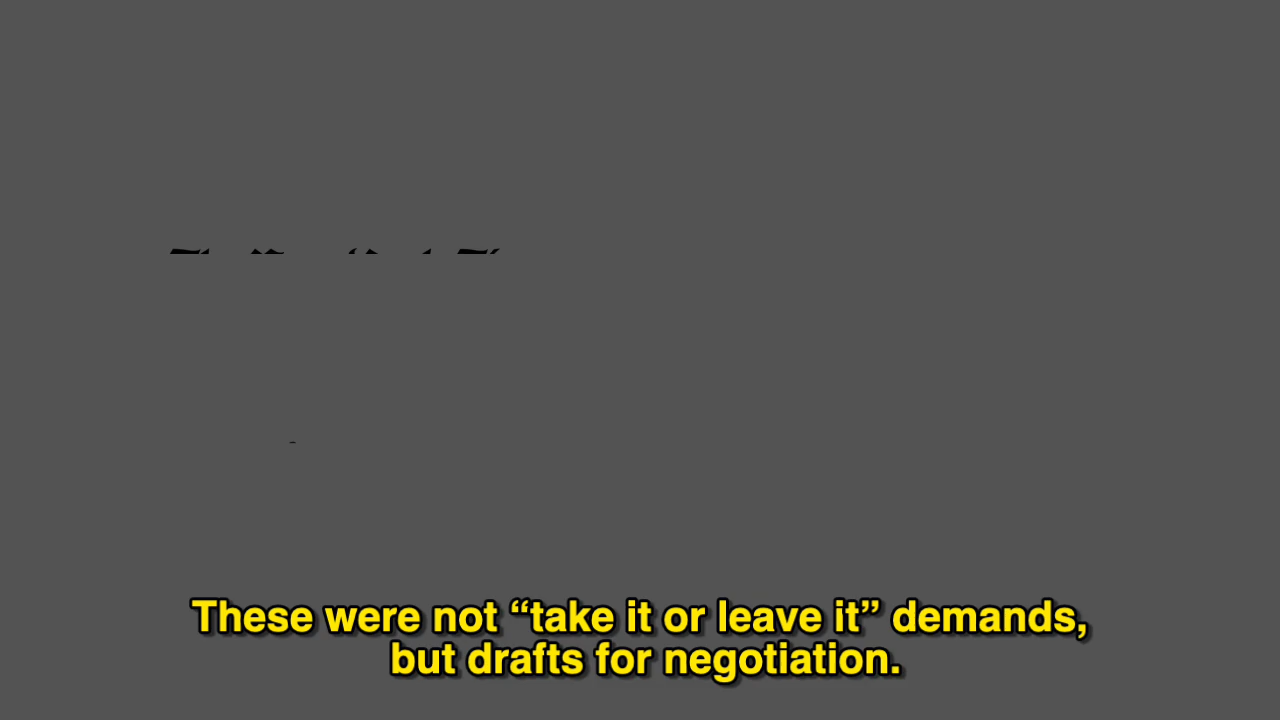 These were not “take it or leave it” demands,
but drafts for negotiation.